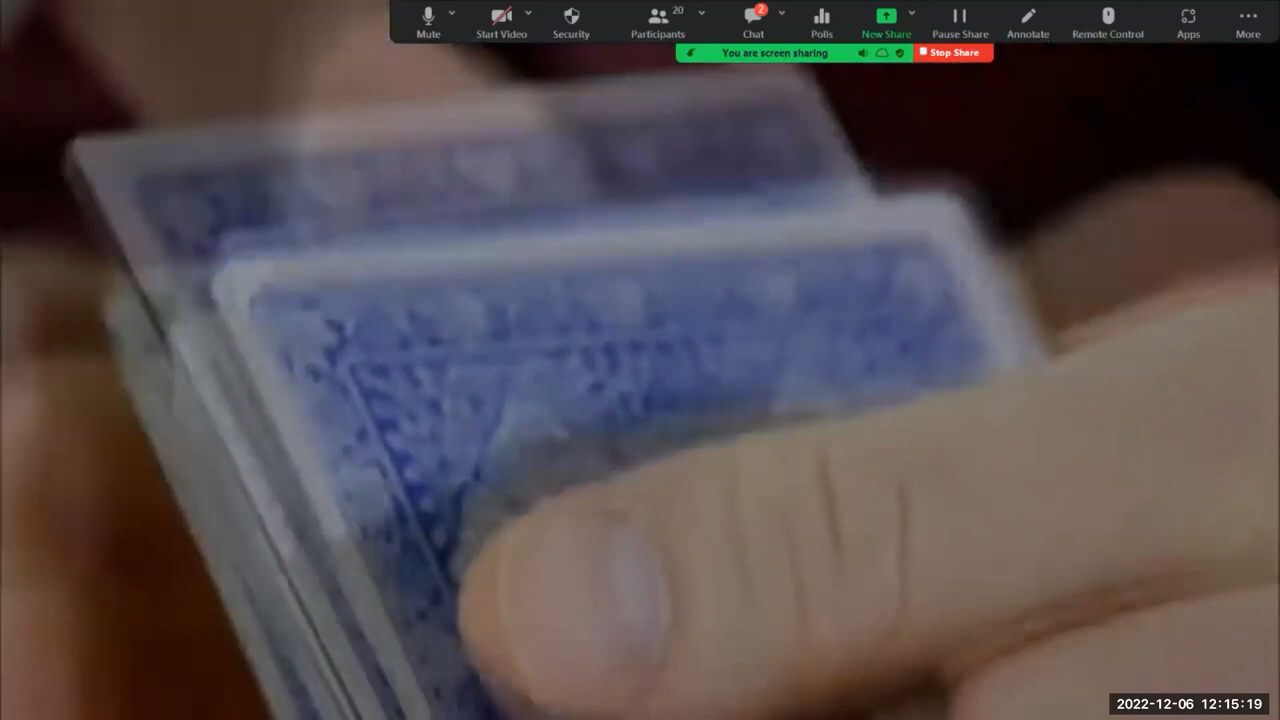 Mute
Start Video
Security
Participants
20
Chat
2
Polls
New Share
Pause Share
Annotate
Remote Control
Apps
More
You are screen sharing
Stop Share
2022-12-06 12:15:19